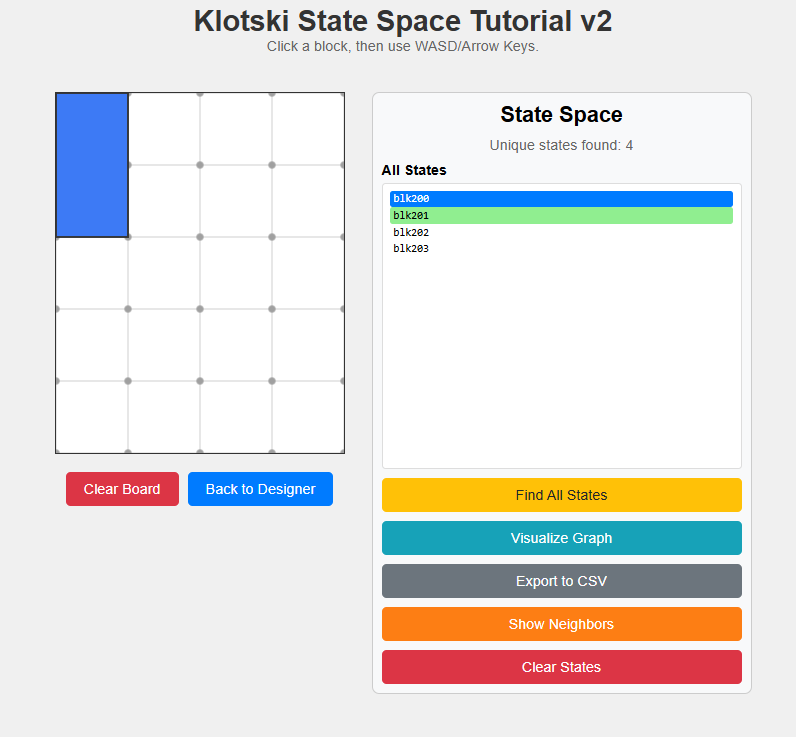 Klotski State Space Tutorial v2
Click a block, then use WASD/Arrow Keys.
State Space
Unique states found: 4
All States
blk200
blk201
blk202
blk203
Clear Board
Back to Designer
Find All States
Visualize Graph
Export to CSV
Show Neighbors
Clear States